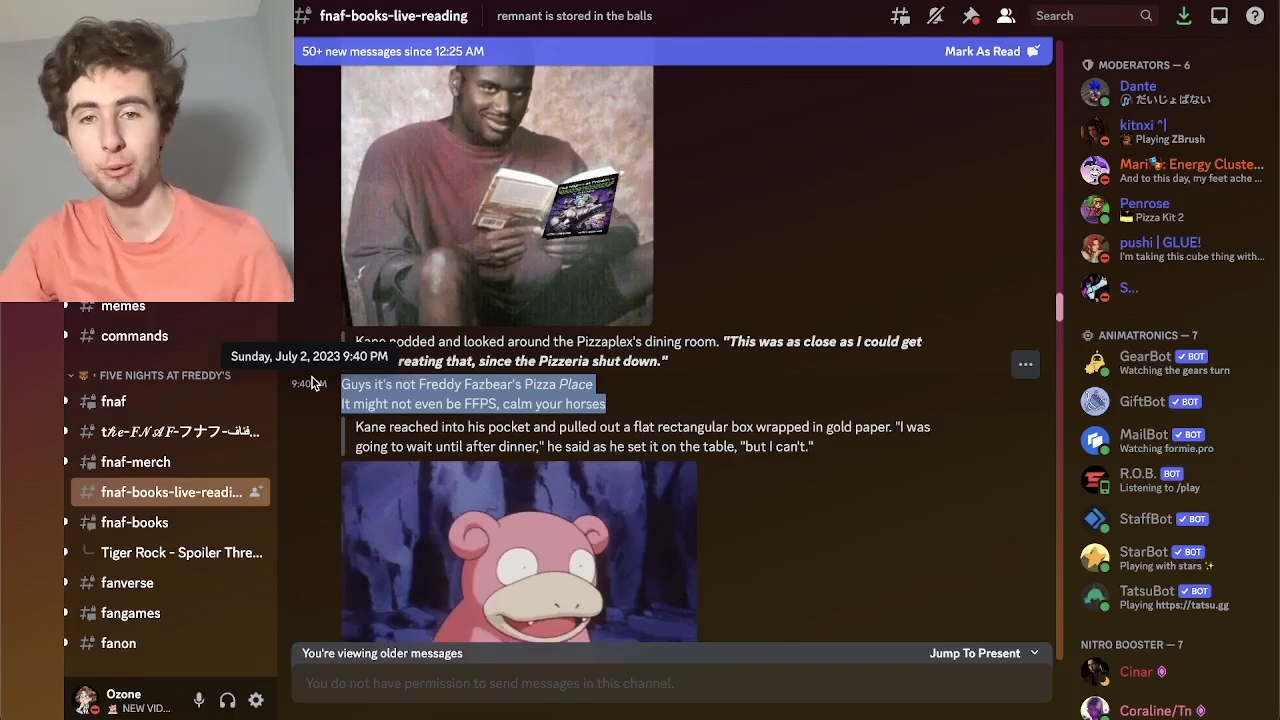 fnaf-books-live-reading
remnant is stored in the balls
Search
50+ new messages since 12:25 AM
Mark As Read
memes
commands
FIVE NIGHTS AT FREDDY'S
fnaf
fnaf-merch
fnaf-books-live-readi...
fnaf-books
Tiger Rock - Spoiler Thre...
fanverse
fangames
fanon
Ozone
NEW VID...
Sunday, July 2, 2023 9:40 PM
Kane nodded and looked around the Pizzaplex's dining room. "This was as close as I could get
reating that, since the Pizzeria shut down."
Guys it's not Freddy Fazbear's Pizza Place
It might not even be FFPS, calm your horses
Kane reached into his pocket and pulled out a flat rectangular box wrapped in gold paper. "I was
going to wait until after dinner," he said as he set it on the table, "but I can't."
You're viewing older messages
Jump To Present
You do not have permission to send messages in this channel.
MODERATORS — 6
Dante
だいじょばない
kitnxi ^|
Playing ZBrush
Energy Cluste...
And to this day, my feet ache ...
Penrose
Pizza Kit 2
pushi | GLUE!
I'm taking this cube thing with...
S...
ANIMATRONICS — 7
GearBot BOT
Watching the gears turn
GiftBot BOT
MailBot BOT
Watching formie.pro
R.O.B. BOT
Listening to /play
StaffBot BOT
StarBot BOT
Playing with stars
TatsuBot BOT
Playing https://tatsu.gg
NITRO BOOSTER — 7
Cinar
Coraline/Tn